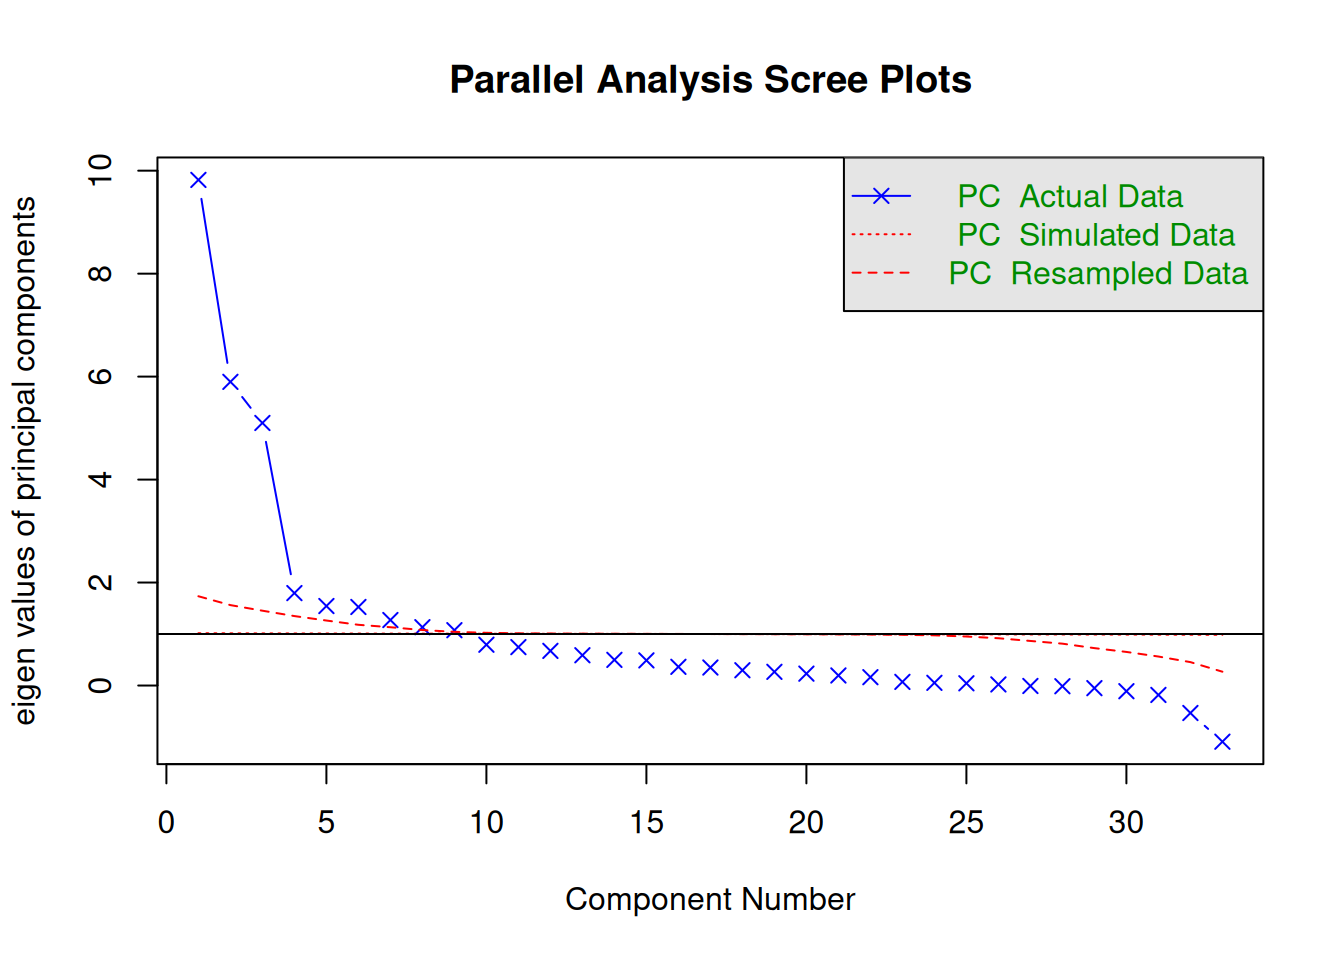 Parallel Analysis Scree Plots
eigen values of principal components
10
8
6
4
2
0
PC Actual Data
PC Simulated Data
PC Resampled Data
0 5 10 15 20 25 30
Component Number